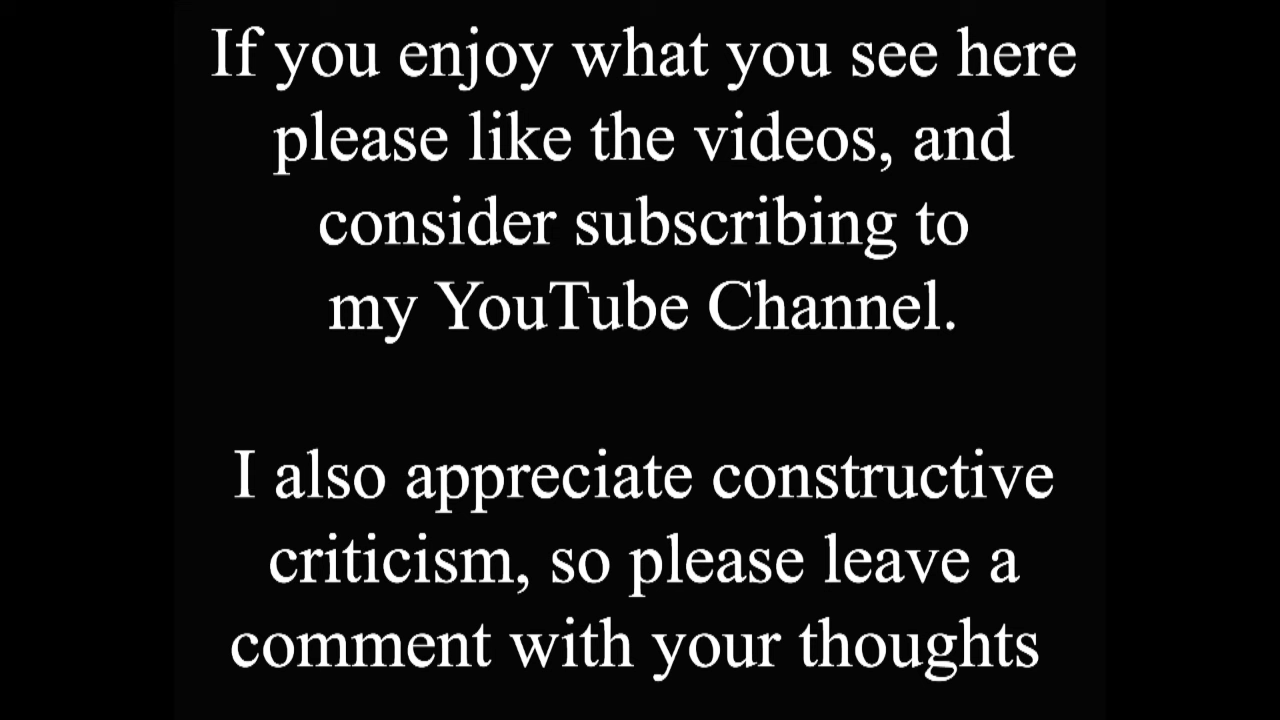 If you enjoy what you see here
please like the videos, and
consider subscribing to
my YouTube Channel.
I also appreciate constructive
criticism, so please leave a
comment with your thoughts